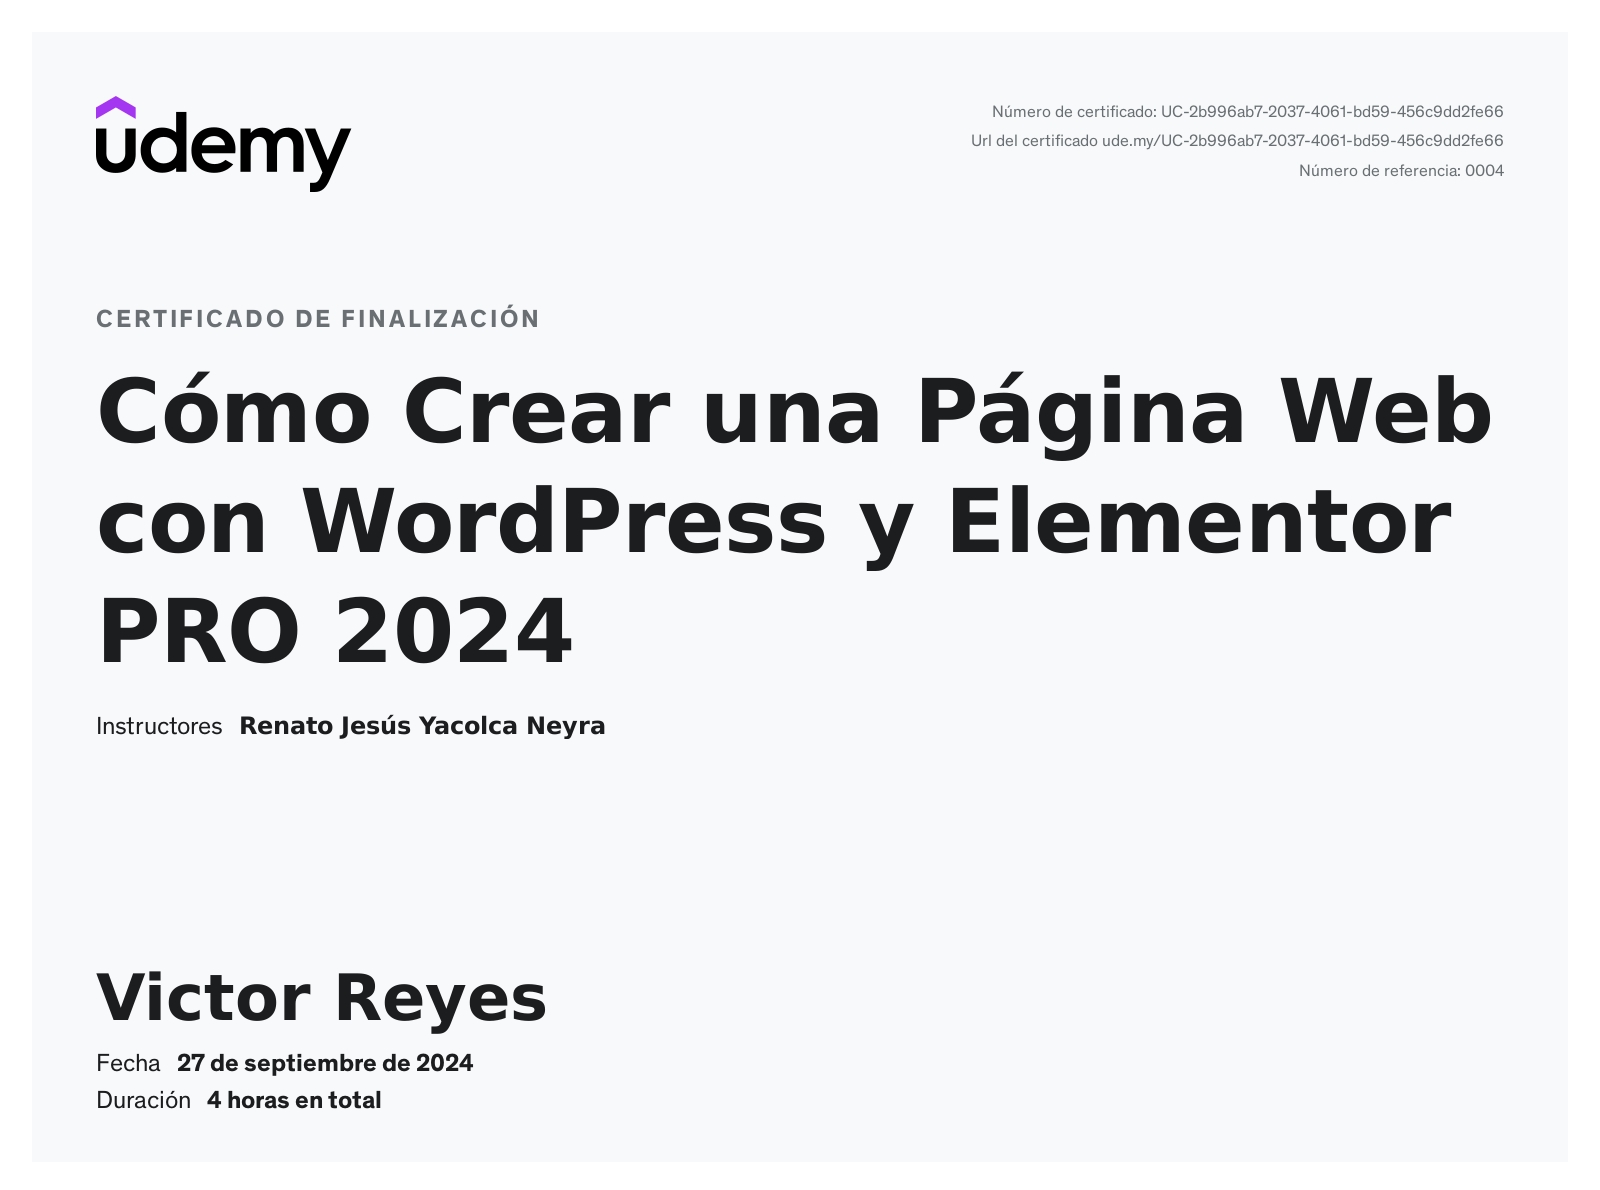 udemy
Número de certificado: UC-2b996ab7-2037-4061-bd59-456c9dd2fe66
Url del certificado ude.my/UC-2b996ab7-2037-4061-bd59-456c9dd2fe66
Número de referencia: 0004
CERTIFICADO DE FINALIZACIÓN
Cómo Crear una Página Web
con WordPress y Elementor
PRO 2024
Instructores Renato Jesús Yacolca Neyra
Victor Reyes
Fecha 27 de septiembre de 2024
Duración 4 horas en total